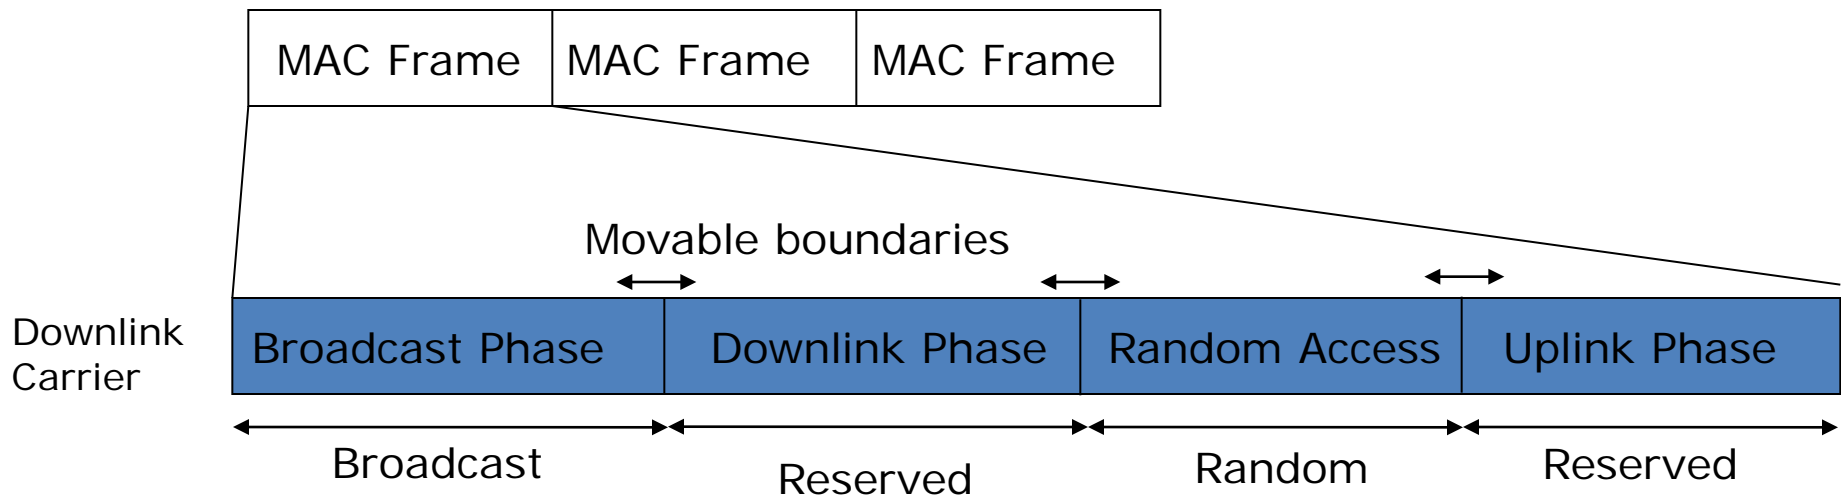 MAC Frame MAC Frame MAC Frame
Movable boundaries
Downlink
Carrier
Broadcast Phase Downlink Phase Random Access Uplink Phase
Broadcast Reserved Random Reserved